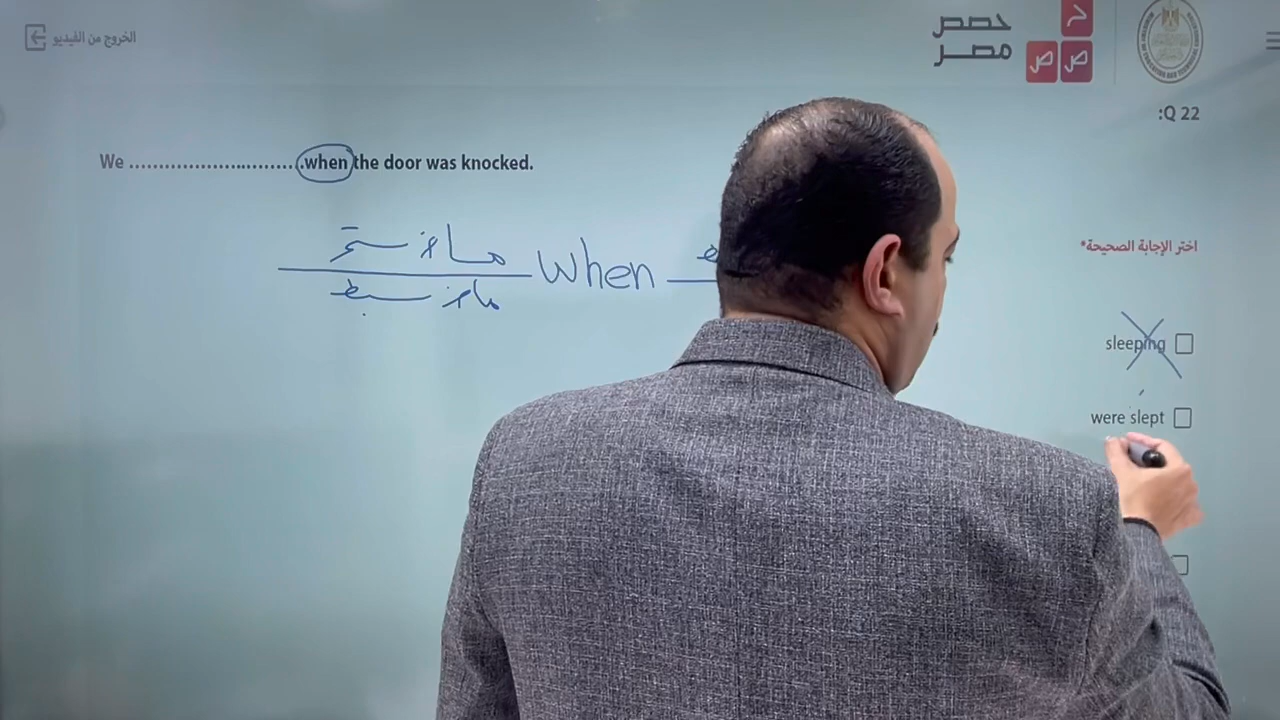 الخروج من الفيديو
حصص
مصر
ح
ص ص
:Q 22
We ..............................when the door was knocked.
ماضي مستمر
When
ماضي بسيط
اختر الإجابة الصحيحة*
sleeping
were slept